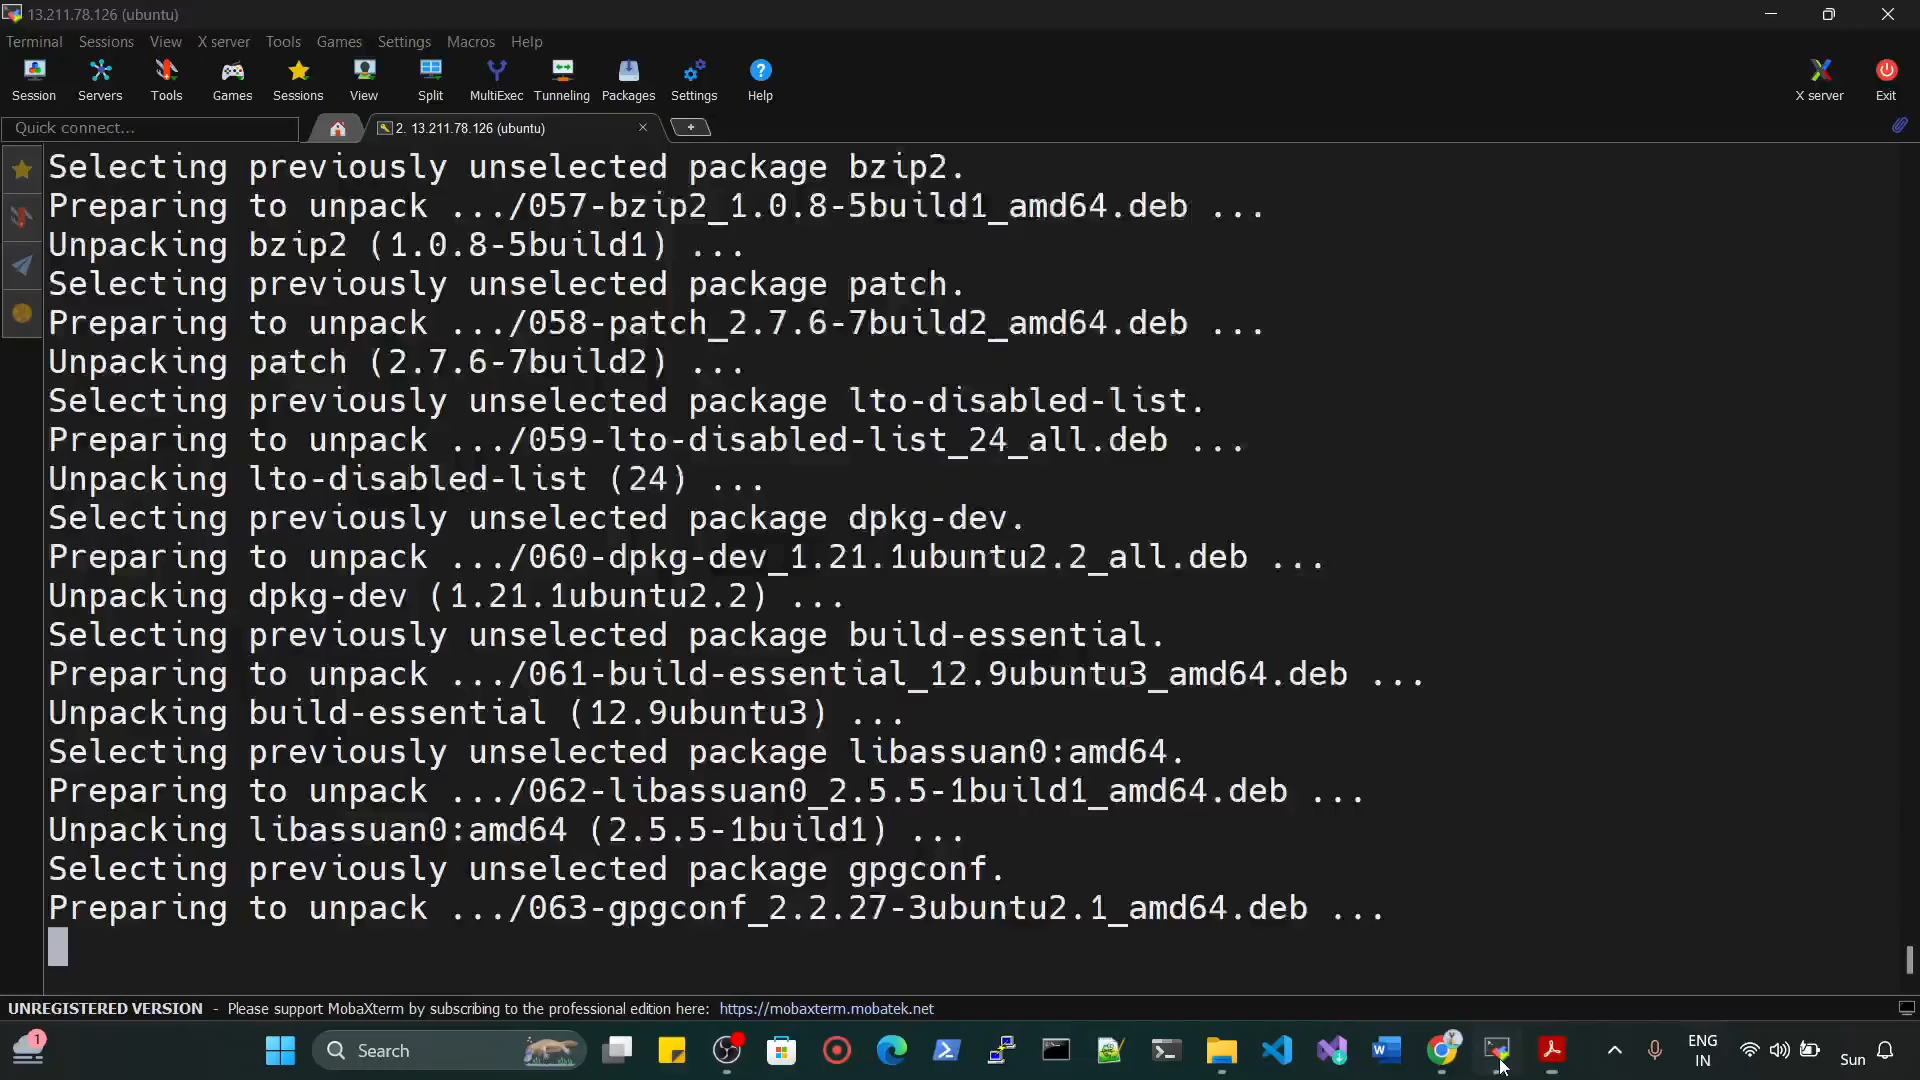 13.211.78.126 (ubuntu)
Terminal Sessions View X server Tools Games Settings Macros Help
Session Servers Tools Games Sessions View Split MultiExec Tunneling Packages Settings Help X server Exit
Quick connect... 2. 13.211.78.126 (ubuntu)
Selecting previously unselected package bzip2.
Preparing to unpack .../057-bzip2_1.0.8-5build1_amd64.deb ...
Unpacking bzip2 (1.0.8-5build1) ...
Selecting previously unselected package patch.
Preparing to unpack .../058-patch_2.7.6-7build2_amd64.deb ...
Unpacking patch (2.7.6-7build2) ...
Selecting previously unselected package lto-disabled-list.
Preparing to unpack .../059-lto-disabled-list_24_all.deb ...
Unpacking lto-disabled-list (24) ...
Selecting previously unselected package dpkg-dev.
Preparing to unpack .../060-dpkg-dev_1.21.1ubuntu2.2_all.deb ...
Unpacking dpkg-dev (1.21.1ubuntu2.2) ...
Selecting previously unselected package build-essential.
Preparing to unpack .../061-build-essential_12.9ubuntu3_amd64.deb ...
Unpacking build-essential (12.9ubuntu3) ...
Selecting previously unselected package libassuan0:amd64.
Preparing to unpack .../062-libassuan0_2.5.5-1build1_amd64.deb ...
Unpacking libassuan0:amd64 (2.5.5-1build1) ...
Selecting previously unselected package gpgconf.
Preparing to unpack .../063-gpgconf_2.2.27-3ubuntu2.1_amd64.deb ...
UNREGISTERED VERSION - Please support MobaXterm by subscribing to the professional edition here: https://mobaxterm.mobatek.net
1 Search ENG
IN Sun